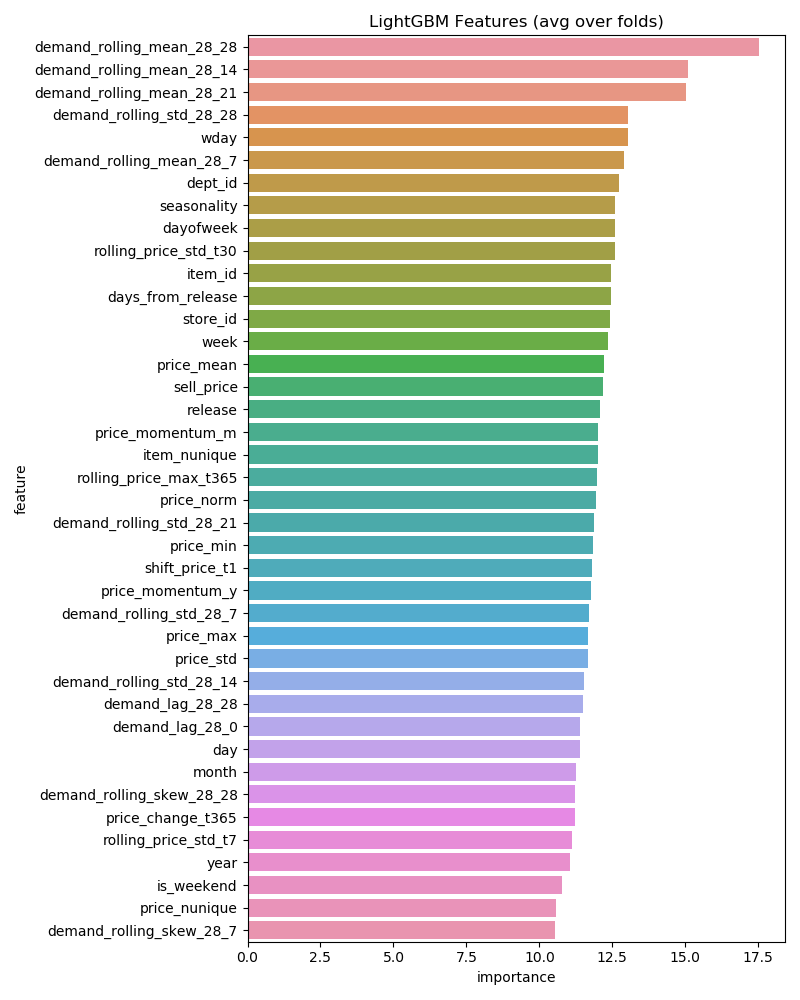 LightGBM Features (avg over folds)
demand_rolling_mean_28_28
demand_rolling_mean_28_14
demand_rolling_mean_28_21
demand_rolling_std_28_28
wday
demand_rolling_mean_28_7
dept_id
seasonality
dayofweek
rolling_price_std_t30
item_id
days_from_release
store_id
week
price_mean
sell_price
release
price_momentum_m
item_nunique
rolling_price_max_t365
price_norm
demand_rolling_std_28_21
price_min
shift_price_t1
price_momentum_y
demand_rolling_std_28_7
price_max
price_std
demand_rolling_std_28_14
demand_lag_28_28
demand_lag_28_0
day
month
demand_rolling_skew_28_28
price_change_t365
rolling_price_std_t7
year
is_weekend
price_nunique
demand_rolling_skew_28_7
feature
0.0 2.5 5.0 7.5 10.0 12.5 15.0 17.5
importance